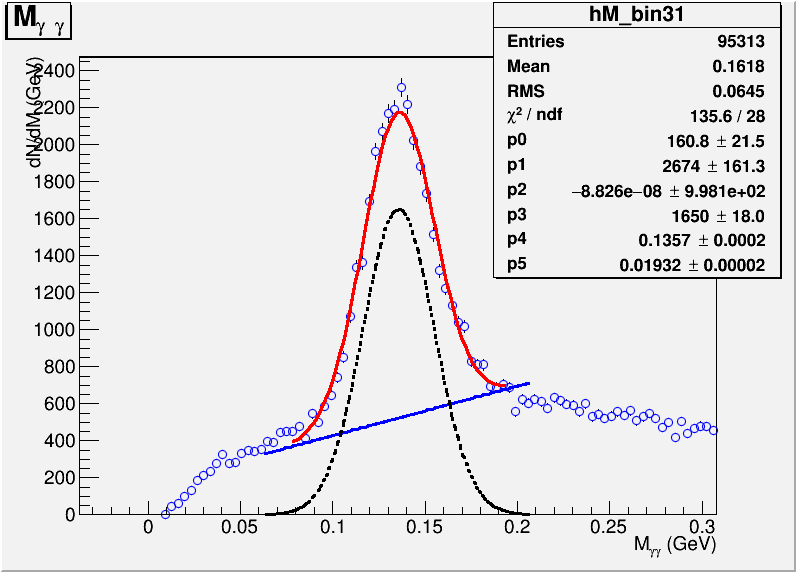 M γ γ
hM_bin31
Entries 95313
Mean 0.1618
RMS 0.0645
χ² / ndf 135.6 / 28
p0 160.8 ± 21.5
p1 2674 ± 161.3
p2 −8.826e−08 ± 9.981e+02
p3 1650 ± 18.0
p4 0.1357 ± 0.0002
p5 0.01932 ± 0.00002
dN/dM (GeV)
2400
2200
2000
1800
1600
1400
1200
1000
800
600
400
200
0
0 0.05 0.1 0.15 0.2 0.25 0.3
Mγγ (GeV)